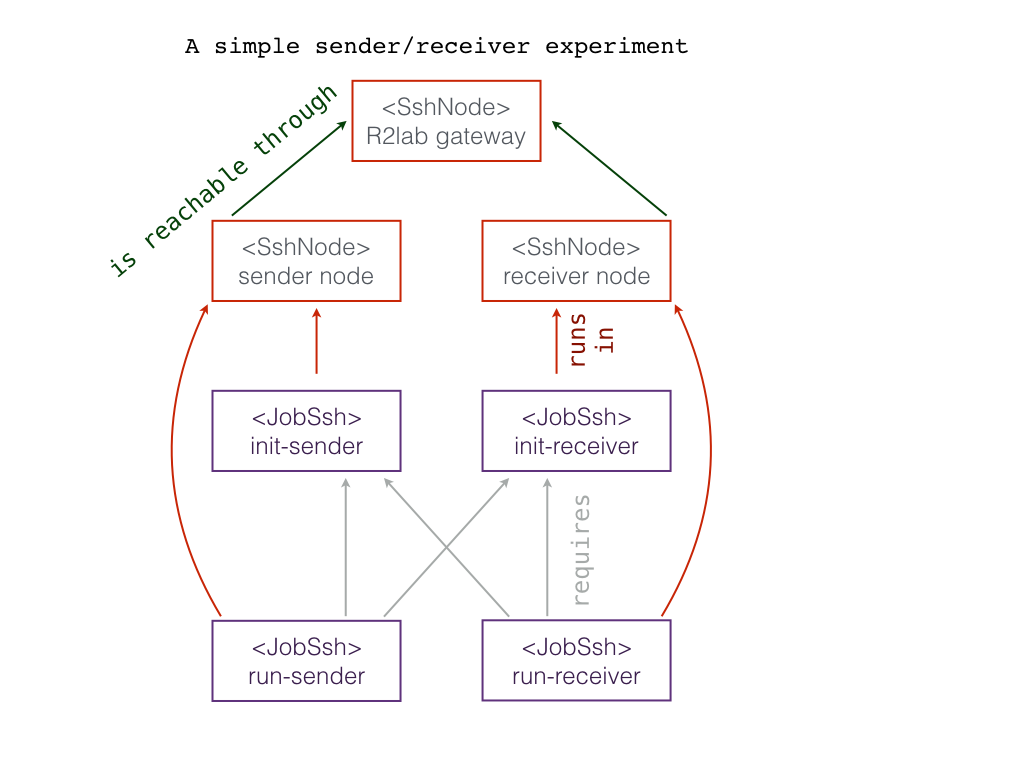 A simple sender/receiver experiment
<SshNode>
R2lab gateway
is reachable through
<SshNode>
sender node
<SshNode>
receiver node
runs
in
<JobSsh>
init-sender
<JobSsh>
init-receiver
requires
<JobSsh>
run-sender
<JobSsh>
run-receiver